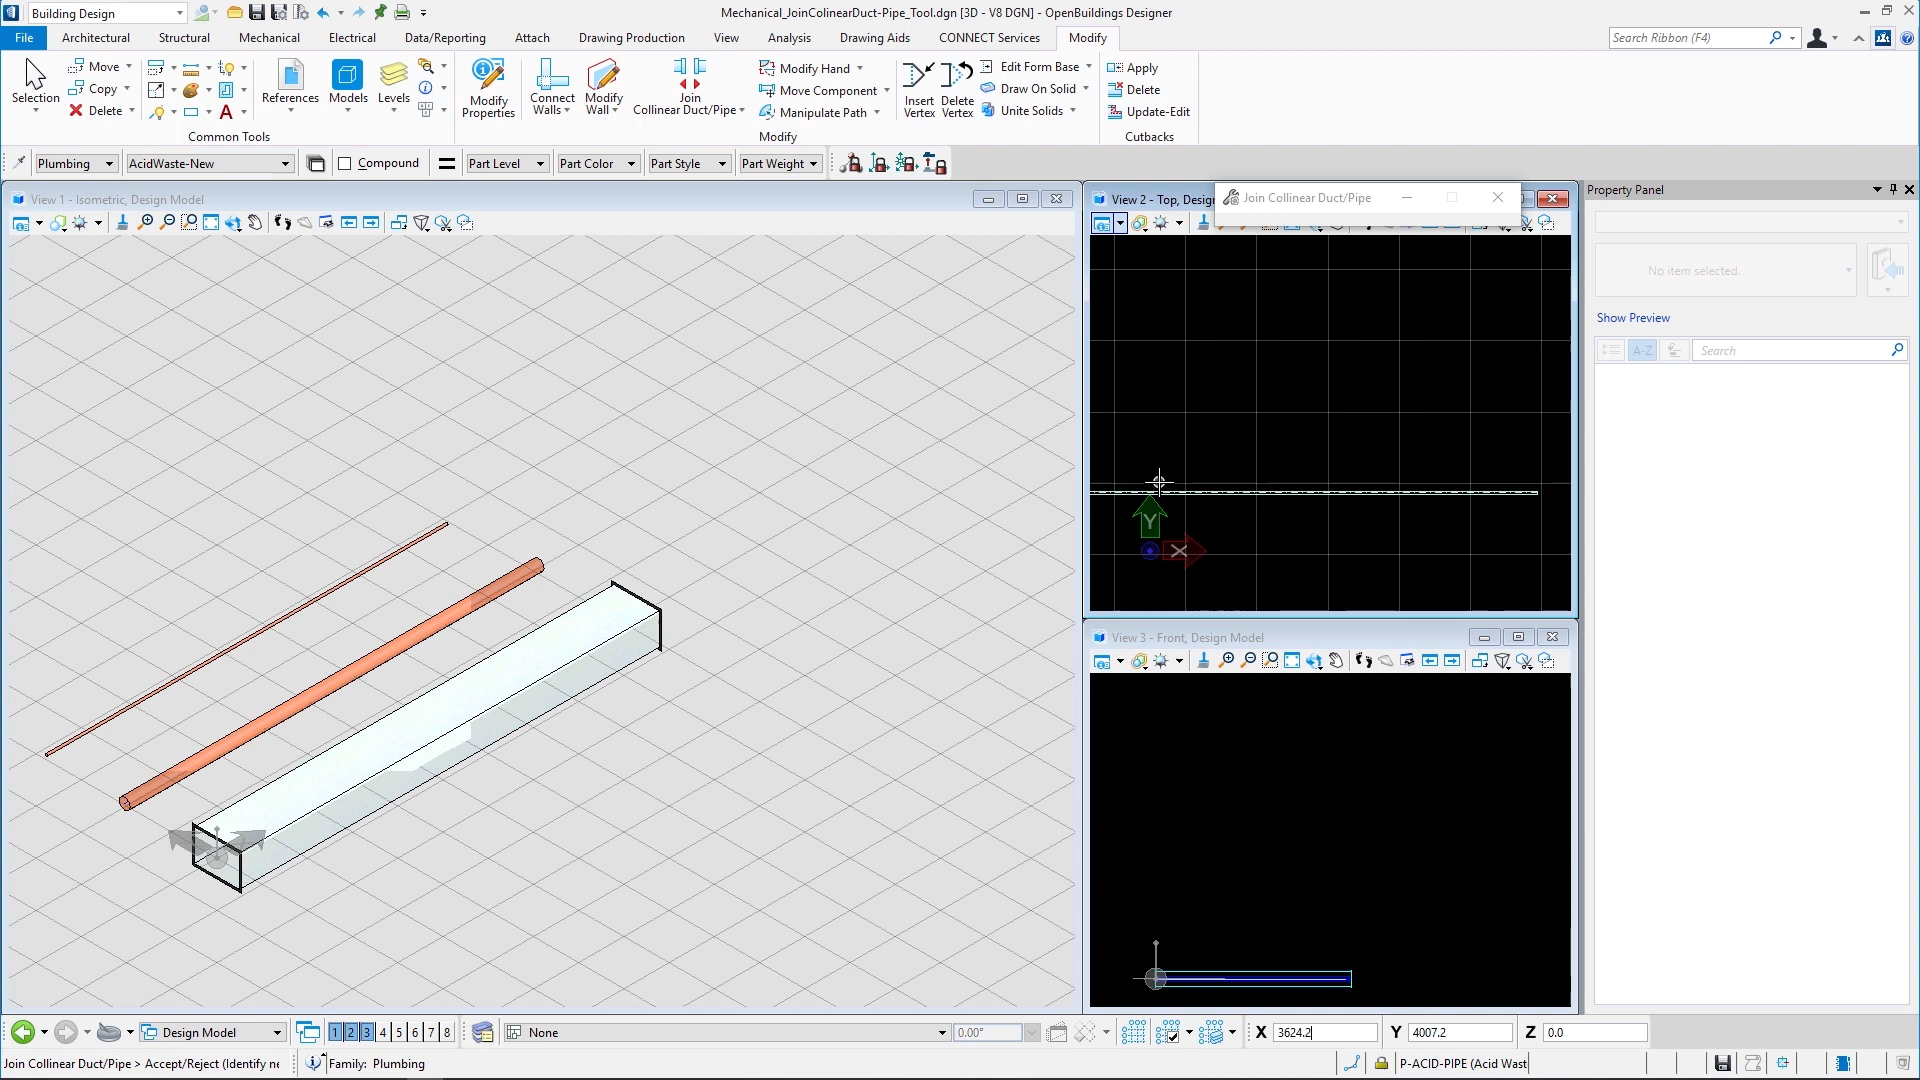 Building Design
Mechanical_JoinColinearDuct-Pipe_Tool.dgn [3D - V8 DGN] - OpenBuildings Designer
File Architectural Structural Mechanical Electrical Data/Reporting Attach Drawing Production View Analysis Drawing Aids CONNECT Services Modify
Search Ribbon (F4)
Selection
Move
Copy
Delete
References
Models
Levels
Common Tools
Modify Properties
Connect Walls
Modify Wall
Join Collinear Duct/Pipe
Modify Hand
Move Component
Manipulate Path
Insert Vertex
Delete Vertex
Edit Form Base
Draw On Solid
Unite Solids
Modify
Apply
Delete
Update-Edit
Cutbacks
Plumbing AcidWaste-New Compound Part Level Part Color Part Style Part Weight
View 1 - Isometric, Design Model
View 2 - Top, Desig
Join Collinear Duct/Pipe
Y
X
View 3 - Front, Design Model
Property Panel
No item selected.
Show Preview
A-Z
Search
Design Model 1 2 3 4 5 6 7 8 None 0.00° X 3624.2 Y 4007.2 Z 0.0
Join Collinear Duct/Pipe > Accept/Reject (Identify ne Family: Plumbing P-ACID-PIPE (Acid Wast